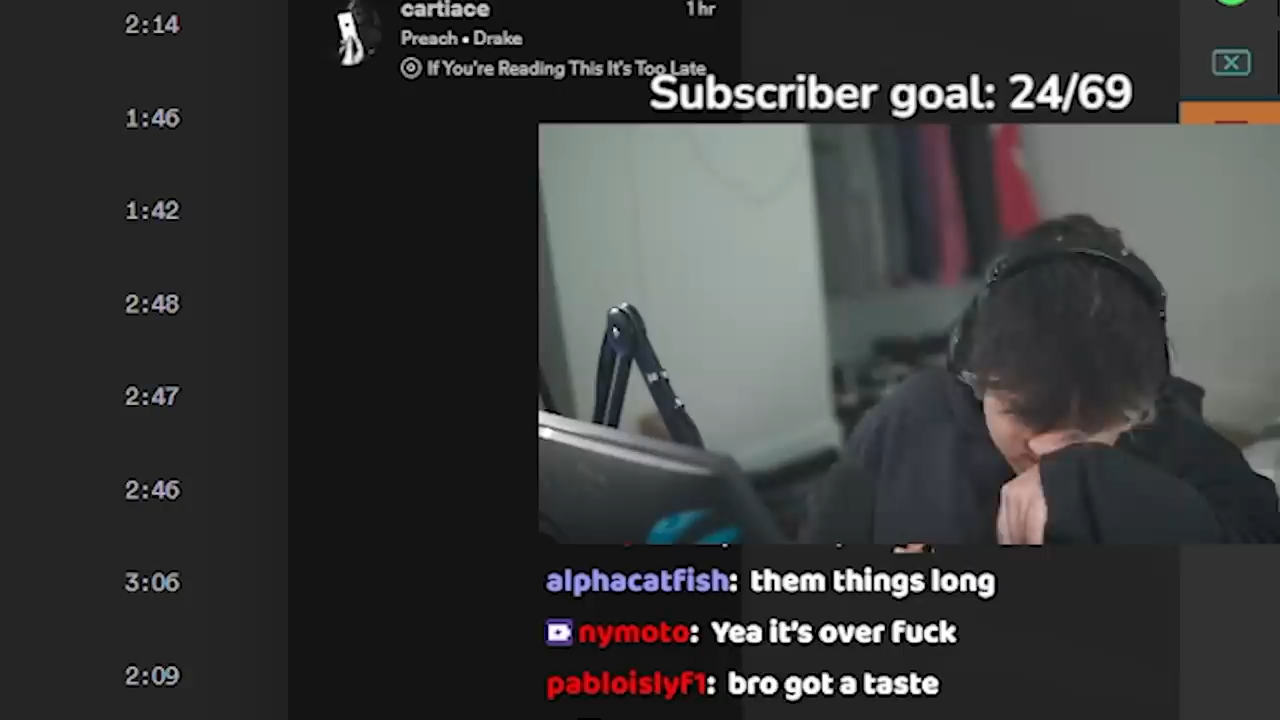 2:14
1:46
1:42
2:48
2:47
2:46
3:06
2:09
cartiace
1hr
Preach • Drake
If You're Reading This It's Too Late
Subscriber goal: 24/69
alphacatfish: them things long
nymoto: Yea it's over fuck
pabloislyf1: bro got a taste